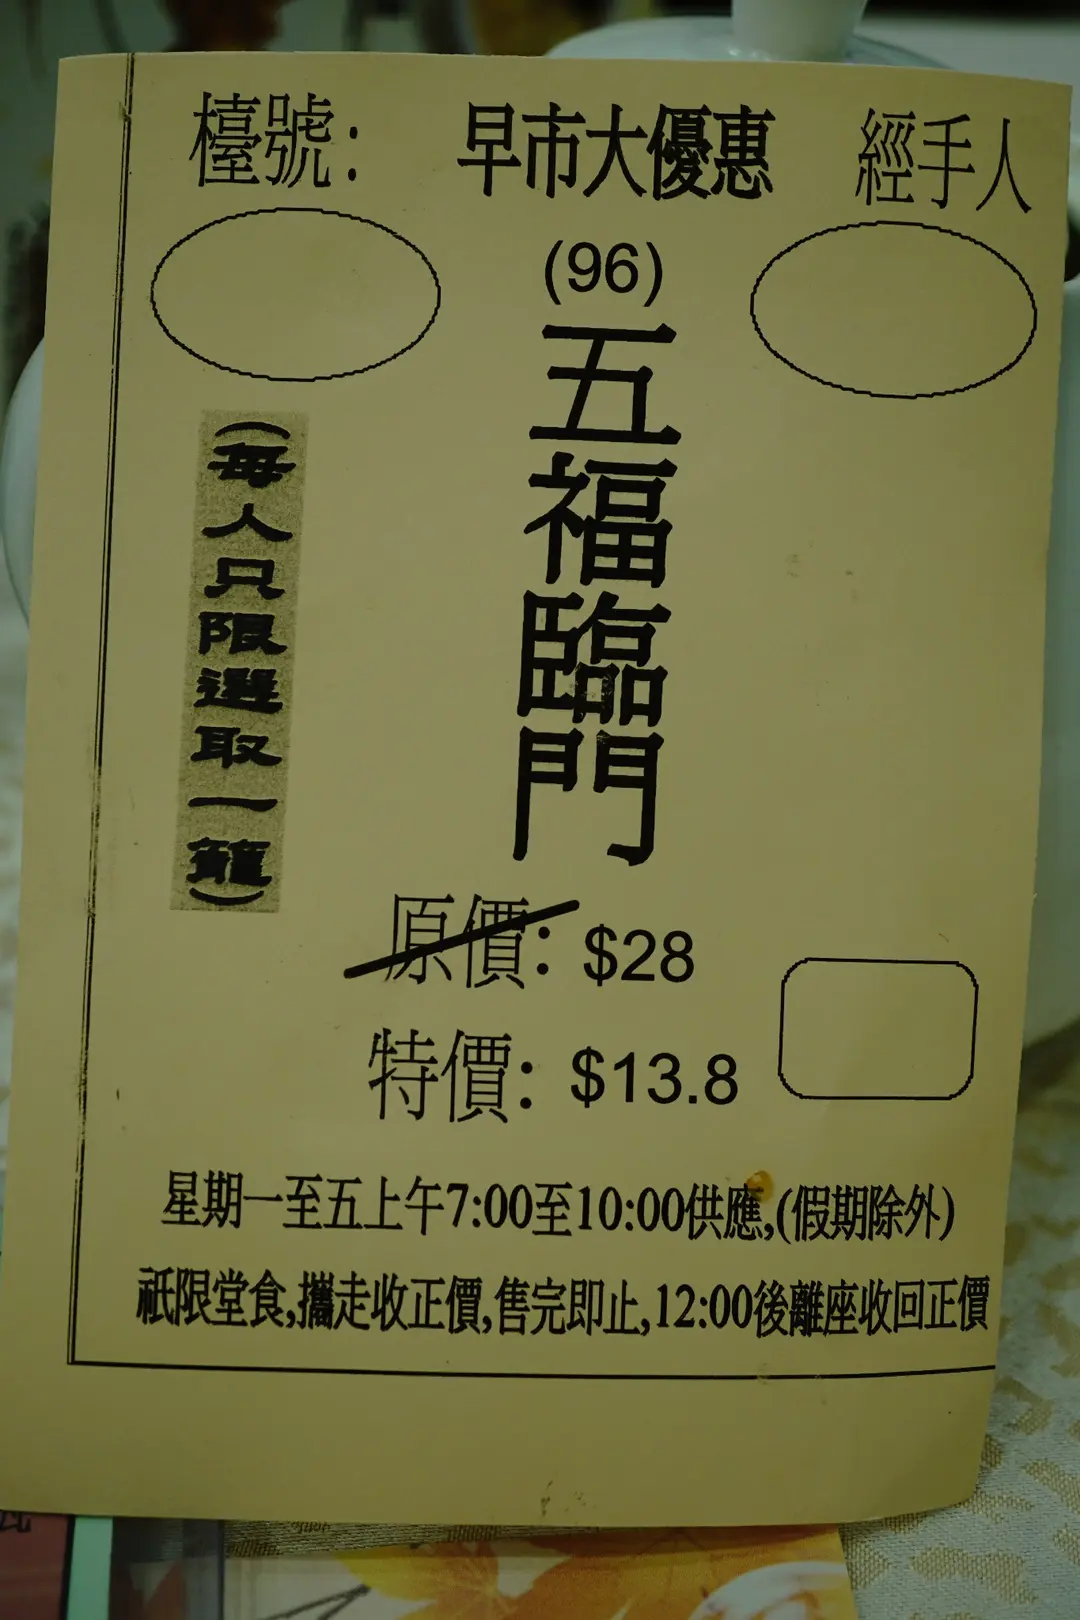 檯號:
早市大優惠
經手人
(96)
五福臨門
(每人只限選取一籠)
原價: $28
特價: $13.8
星期一至五上午7:00至10:00供應,(假期除外)
祇限堂食,攜走收正價,售完即止,12:00後離座收回正價